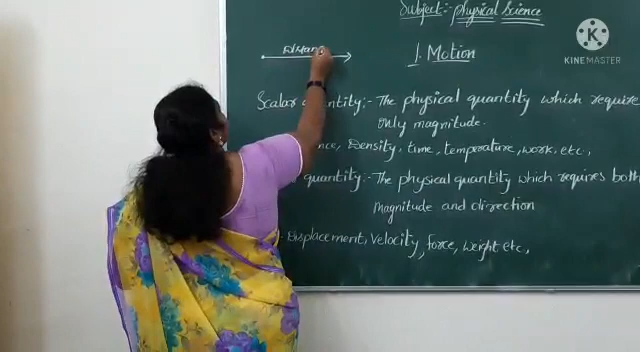 Subject:- physical Science
1. Motion
Scalar quantity:- The physical quantity which require
only magnitude.
Density, time, temperature, work, etc.,
quantity:- The physical quantity which requires both
magnitude and direction
Displacement, velocity, force, weight etc.,
K
KINEMASTER